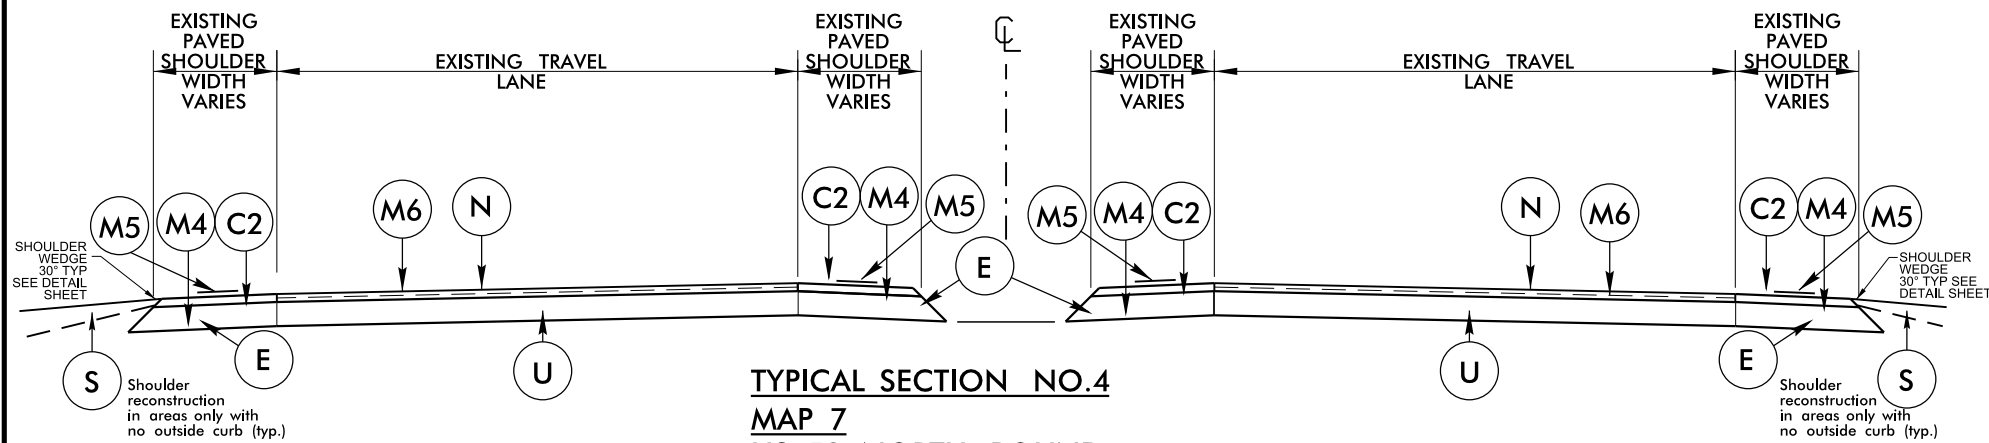 EXISTING
PAVED
SHOULDER
WIDTH
VARIES
EXISTING TRAVEL
LANE
EXISTING
PAVED
SHOULDER
WIDTH
VARIES
CL
EXISTING
PAVED
SHOULDER
WIDTH
VARIES
EXISTING TRAVEL
LANE
EXISTING
PAVED
SHOULDER
WIDTH
VARIES
M5
M4
C2
M6
N
C2
M4
M5
M5
M4
C2
N
M6
C2
M4
M5
SHOULDER
WEDGE
30° TYP
SEE DETAIL
SHEET
E
SHOULDER
WEDGE
30° TYP SEE
DETAIL SHEET
S
E
U
U
E
S
Shoulder
reconstruction
in areas only with
no outside curb (typ.)
TYPICAL SECTION NO.4
MAP 7
Shoulder
reconstruction
in areas only with
no outside curb (typ.)